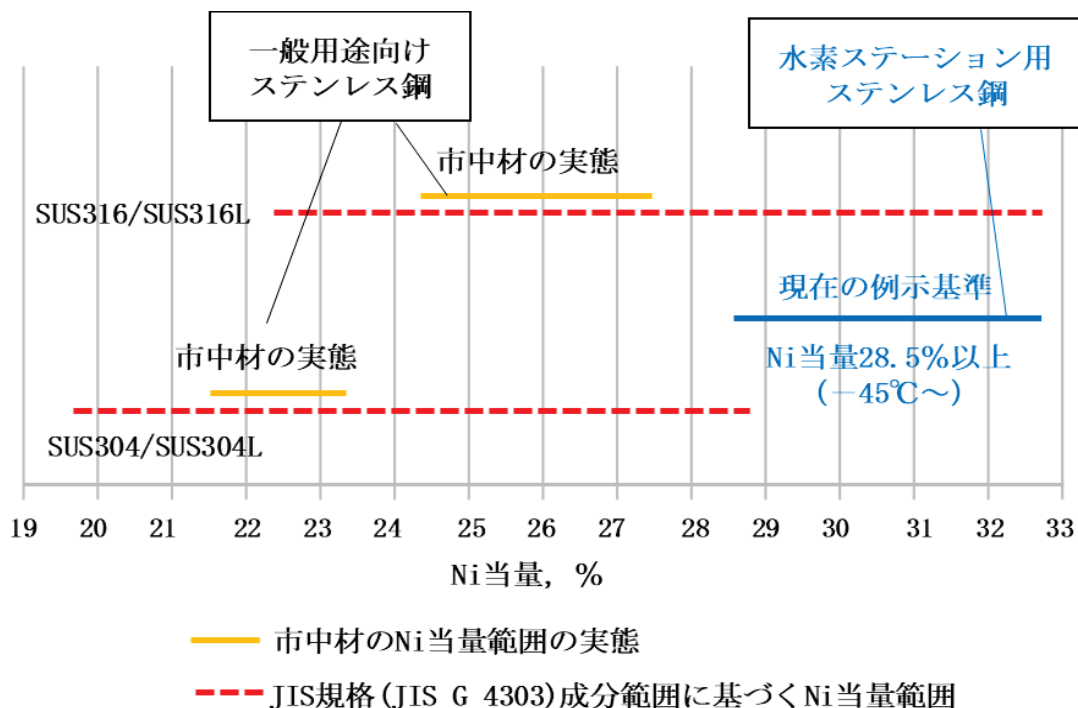 一般用途向け
ステンレス鋼
水素ステーション用
ステンレス鋼
市中材の実態
SUS316/SUS316L
現在の例示基準
市中材の実態
Ni当量28.5%以上
(－45℃～)
SUS304/SUS304L
19 20 21 22 23 24 25 26 27 28 29 30 31 32 33
Ni当量, %
市中材のNi当量範囲の実態
JIS規格(JIS G 4303)成分範囲に基づくNi当量範囲